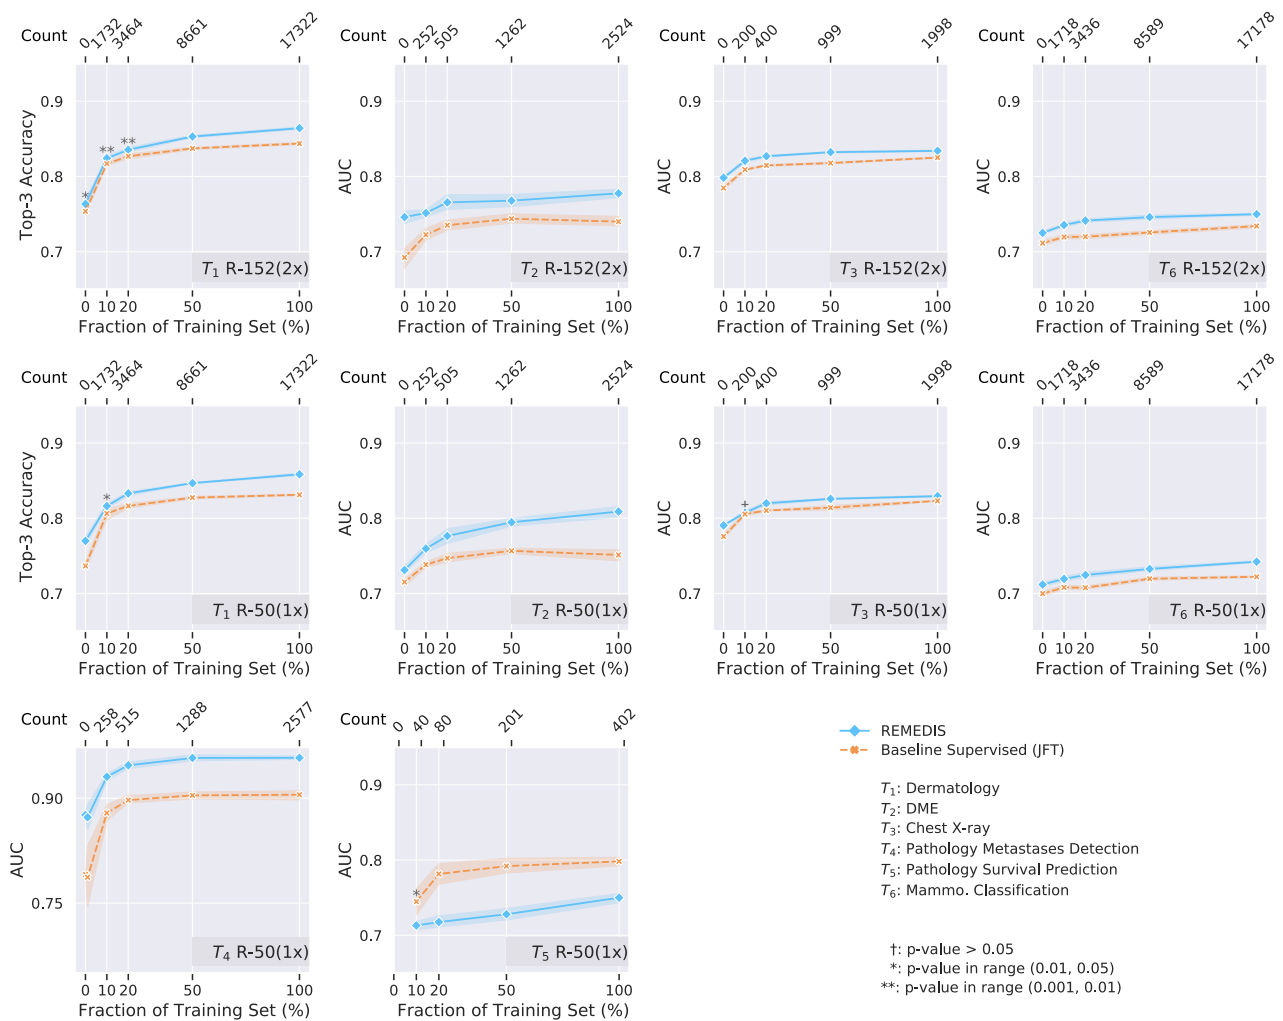 Count 0 1732 3464 8661 17322
Top-3 Accuracy
0.9
0.8
0.7
* ** **
T1 R-152(2x)
0 10 20 50 100
Fraction of Training Set (%)
Count 0 252 505 1262 2524
AUC
0.9
0.8
0.7
T2 R-152(2x)
0 10 20 50 100
Fraction of Training Set (%)
Count 0 200 400 999 1998
AUC
0.9
0.8
0.7
T3 R-152(2x)
0 10 20 50 100
Fraction of Training Set (%)
Count 0 1718 3436 8589 17178
AUC
0.9
0.8
0.7
T6 R-152(2x)
0 10 20 50 100
Fraction of Training Set (%)
Count 0 1732 3464 8661 17322
Top-3 Accuracy
0.9
0.8
0.7
*
T1 R-50(1x)
0 10 20 50 100
Fraction of Training Set (%)
Count 0 252 505 1262 2524
AUC
0.9
0.8
0.7
T2 R-50(1x)
0 10 20 50 100
Fraction of Training Set (%)
Count 0 200 400 999 1998
AUC
0.9
0.8
0.7
†
T3 R-50(1x)
0 10 20 50 100
Fraction of Training Set (%)
Count 0 1718 3436 8589 17178
AUC
0.9
0.8
0.7
T6 R-50(1x)
0 10 20 50 100
Fraction of Training Set (%)
Count 0 258 515 1288 2577
AUC
0.90
0.75
T4 R-50(1x)
0 10 20 50 100
Fraction of Training Set (%)
Count 0 40 80 201 402
AUC
0.9
0.8
0.7
*
T5 R-50(1x)
0 10 20 50 100
Fraction of Training Set (%)
REMEDIS
Baseline Supervised (JFT)
T1: Dermatology
T2: DME
T3: Chest X-ray
T4: Pathology Metastases Detection
T5: Pathology Survival Prediction
T6: Mammo. Classification
†: p-value > 0.05
*: p-value in range (0.01, 0.05)
**: p-value in range (0.001, 0.01)